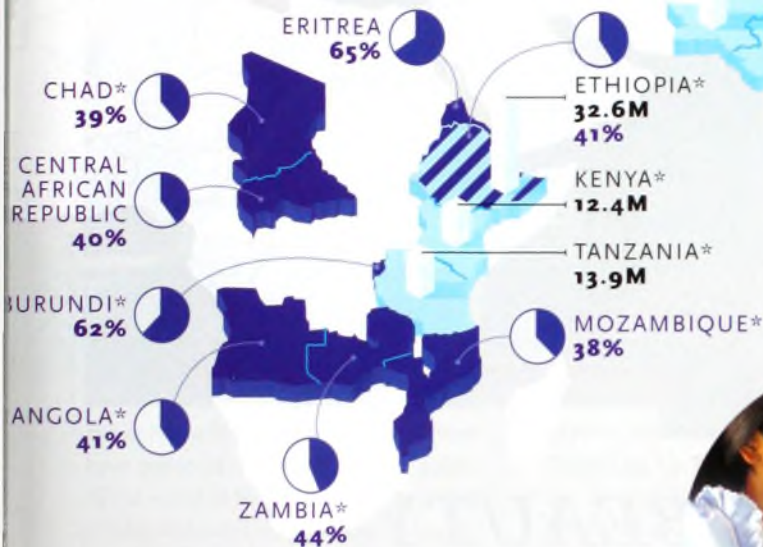 ERITREA
65%
CHAD*
39%
ETHIOPIA*
32.6M
41%
CENTRAL
AFRICAN
REPUBLIC
40%
KENYA*
12.4M
TANZANIA*
13.9M
BURUNDI*
62%
MOZAMBIQUE*
38%
ANGOLA*
41%
ZAMBIA*
44%